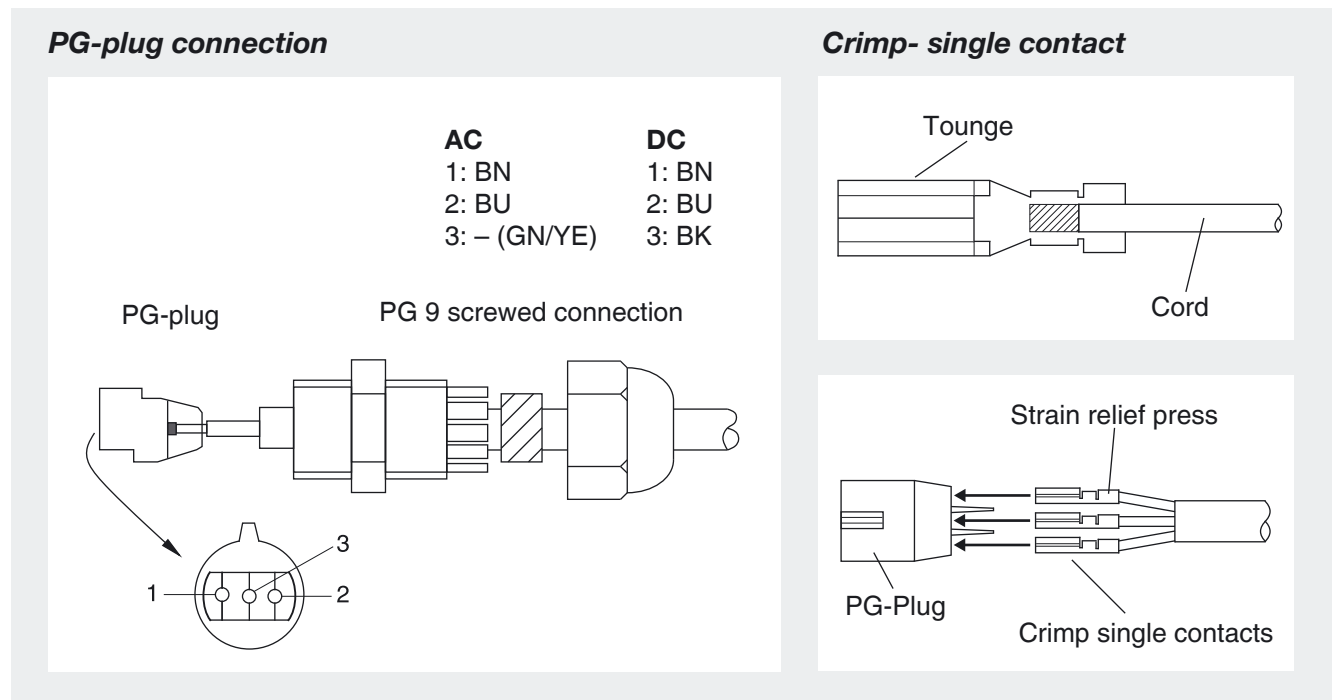 PG-plug connection
AC
1: BN
2: BU
3: – (GN/YE)
DC
1: BN
2: BU
3: BK
PG-plug
PG 9 screwed connection
3
1
2
Crimp- single contact
Tounge
Cord
Strain relief press
PG-Plug
Crimp single contacts